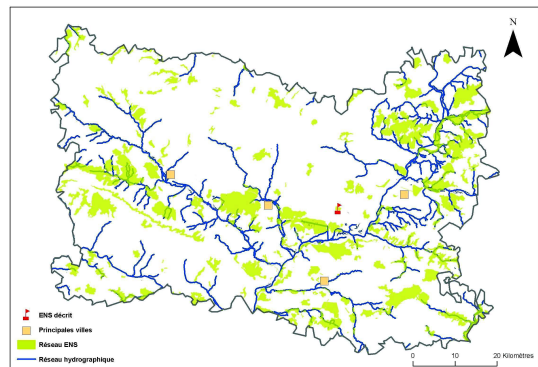 N
ENS décrit
Principales villes
Réseau ENS
Réseau hydrographique
0 10 20 Kilomètres